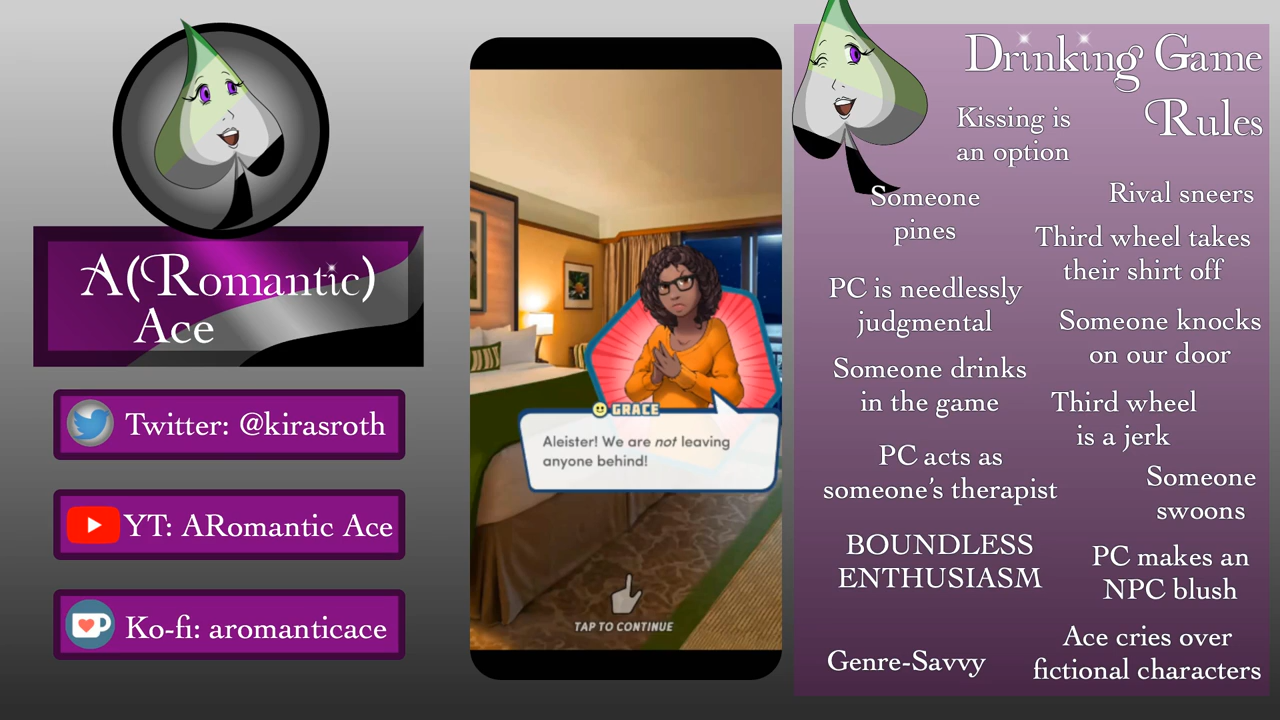 A(Romantic)
Ace
Twitter: @kirasroth
YT: ARomantic Ace
Ko-fi: aromanticace
GRACE
Aleister! We are not leaving
anyone behind!
TAP TO CONTINUE
Drinking Game
Rules
Kissing is
an option
Someone
pines
Rival sneers
Third wheel takes
their shirt off
PC is needlessly
judgmental
Someone knocks
on our door
Someone drinks
in the game
Third wheel
is a jerk
PC acts as
someone's therapist
Someone
swoons
BOUNDLESS
ENTHUSIASM
PC makes an
NPC blush
Genre-Savvy
Ace cries over
fictional characters